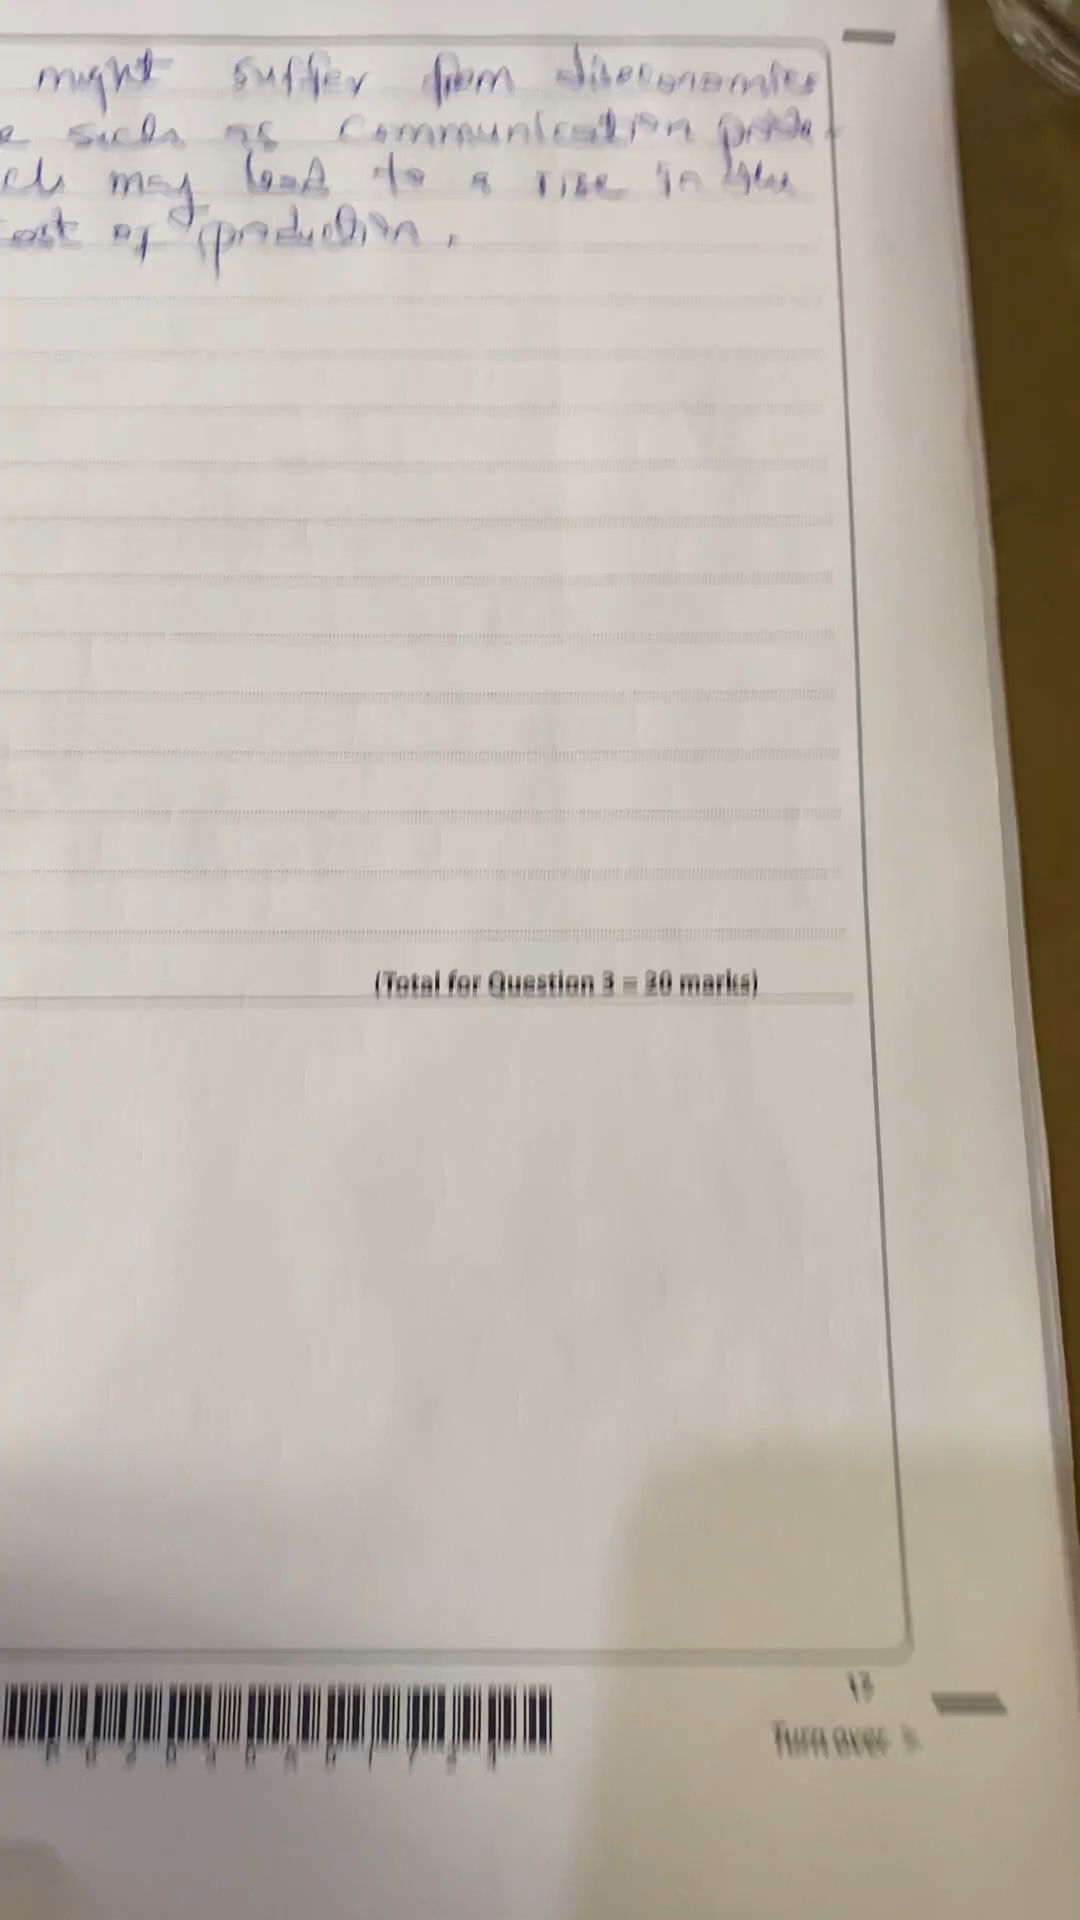 might suffer from diseconomies
such as communication
may lead to a rise in the
of production.
(Total for Question 3 = 20 marks)
13
Turn over